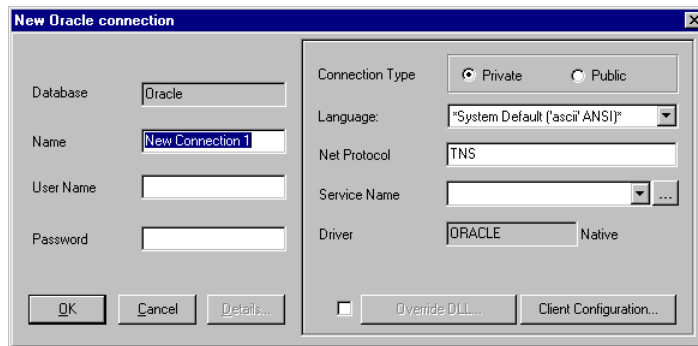 New Oracle connection
Database
Oracle
Name
New Connection 1
User Name
Password
OK
Cancel
Details...
Connection Type
Private
Public
Language:
*System Default ('ascii' ANSI)*
Net Protocol
TNS
Service Name
...
Driver
ORACLE
Native
Override DLL...
Client Configuration...